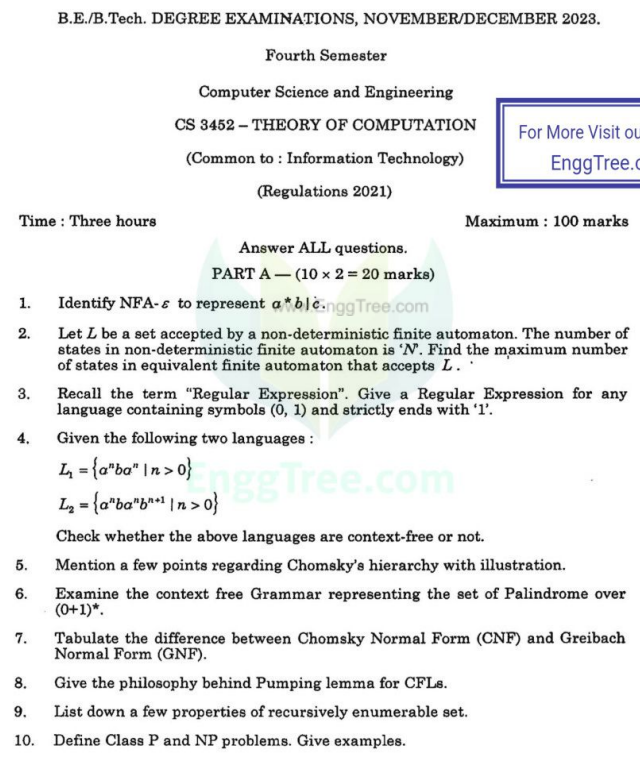 B.E./B.Tech. DEGREE EXAMINATIONS, NOVEMBER/DECEMBER 2023.
Fourth Semester
Computer Science and Engineering
CS 3452 – THEORY OF COMPUTATION
For More Visit ou
(Common to : Information Technology)
EnggTree.c
(Regulations 2021)
Time : Three hours Maximum : 100 marks
Answer ALL questions.
PART A — (10 × 2 = 20 marks)
1. Identify NFA- ε to represent a*b|c.
www.EnggTree.com
2. Let L be a set accepted by a non-deterministic finite automaton. The number of
states in non-deterministic finite automaton is 'N'. Find the maximum number
of states in equivalent finite automaton that accepts L.
3. Recall the term "Regular Expression". Give a Regular Expression for any
language containing symbols (0, 1) and strictly ends with '1'.
4. Given the following two languages :
L₁ = {aⁿbaⁿ | n > 0}
EnggTree.com
L₂ = {aⁿbaⁿbⁿ⁺¹ | n > 0}
Check whether the above languages are context-free or not.
5. Mention a few points regarding Chomsky's hierarchy with illustration.
6. Examine the context free Grammar representing the set of Palindrome over
(0+1)*.
7. Tabulate the difference between Chomsky Normal Form (CNF) and Greibach
Normal Form (GNF).
8. Give the philosophy behind Pumping lemma for CFLs.
9. List down a few properties of recursively enumerable set.
10. Define Class P and NP problems. Give examples.